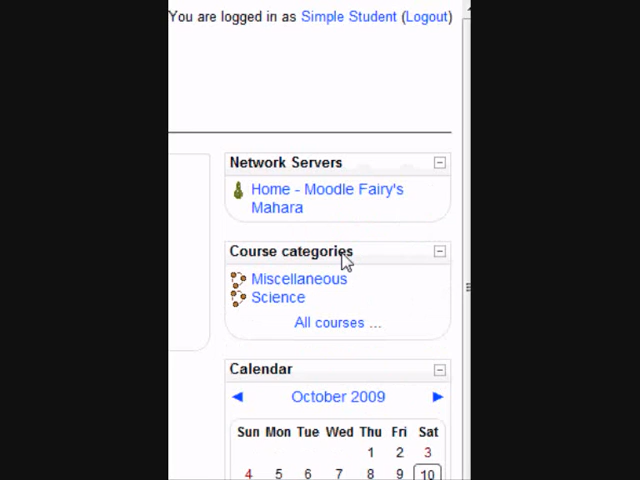 You are logged in as Simple Student (Logout)
Network Servers
Home - Moodle Fairy's
Mahara
Course categories
Miscellaneous
Science
All courses ...
Calendar
◄ October 2009 ►
Sun Mon Tue Wed Thu Fri Sat
1 2 3
4 5 6 7 8 9 10